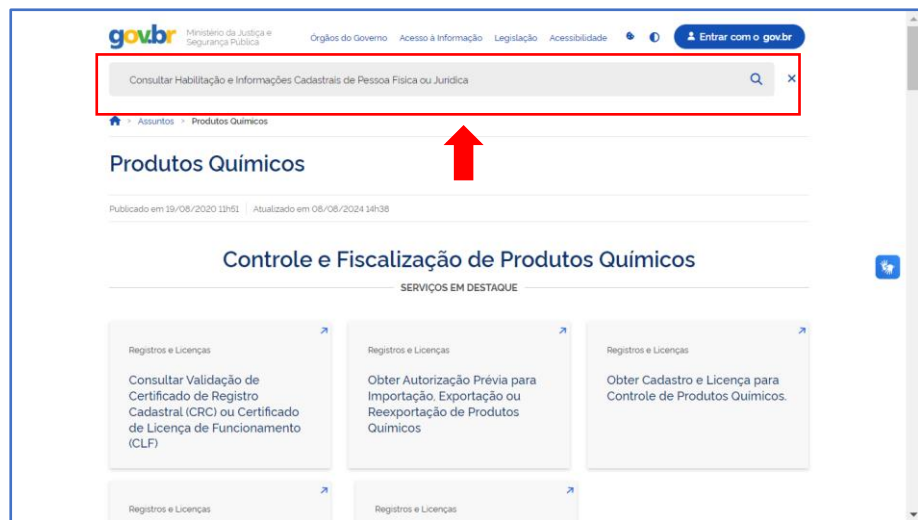 gov.br
Ministério da Justiça e
Segurança Pública
Órgãos do Governo Acesso à Informação Legislação Acessibilidade
Entrar com o gov.br
Consultar Habilitação e Informações Cadastrais de Pessoa Física ou Jurídica
Assuntos > Produtos Químicos
Produtos Químicos
Publicado em 19/08/2020 11h51 Atualizado em 06/08/2024 14h38
Controle e Fiscalização de Produtos Químicos
SERVIÇOS EM DESTAQUE
Registros e Licenças
Consultar Validação de
Certificado de Registro
Cadastral (CRC) ou Certificado
de Licença de Funcionamento
(CLF)
Registros e Licenças
Obter Autorização Prévia para
Importação, Exportação ou
Reexportação de Produtos
Químicos
Registros e Licenças
Obter Cadastro e Licença para
Controle de Produtos Químicos.
Registros e Licenças
Registros e Licenças